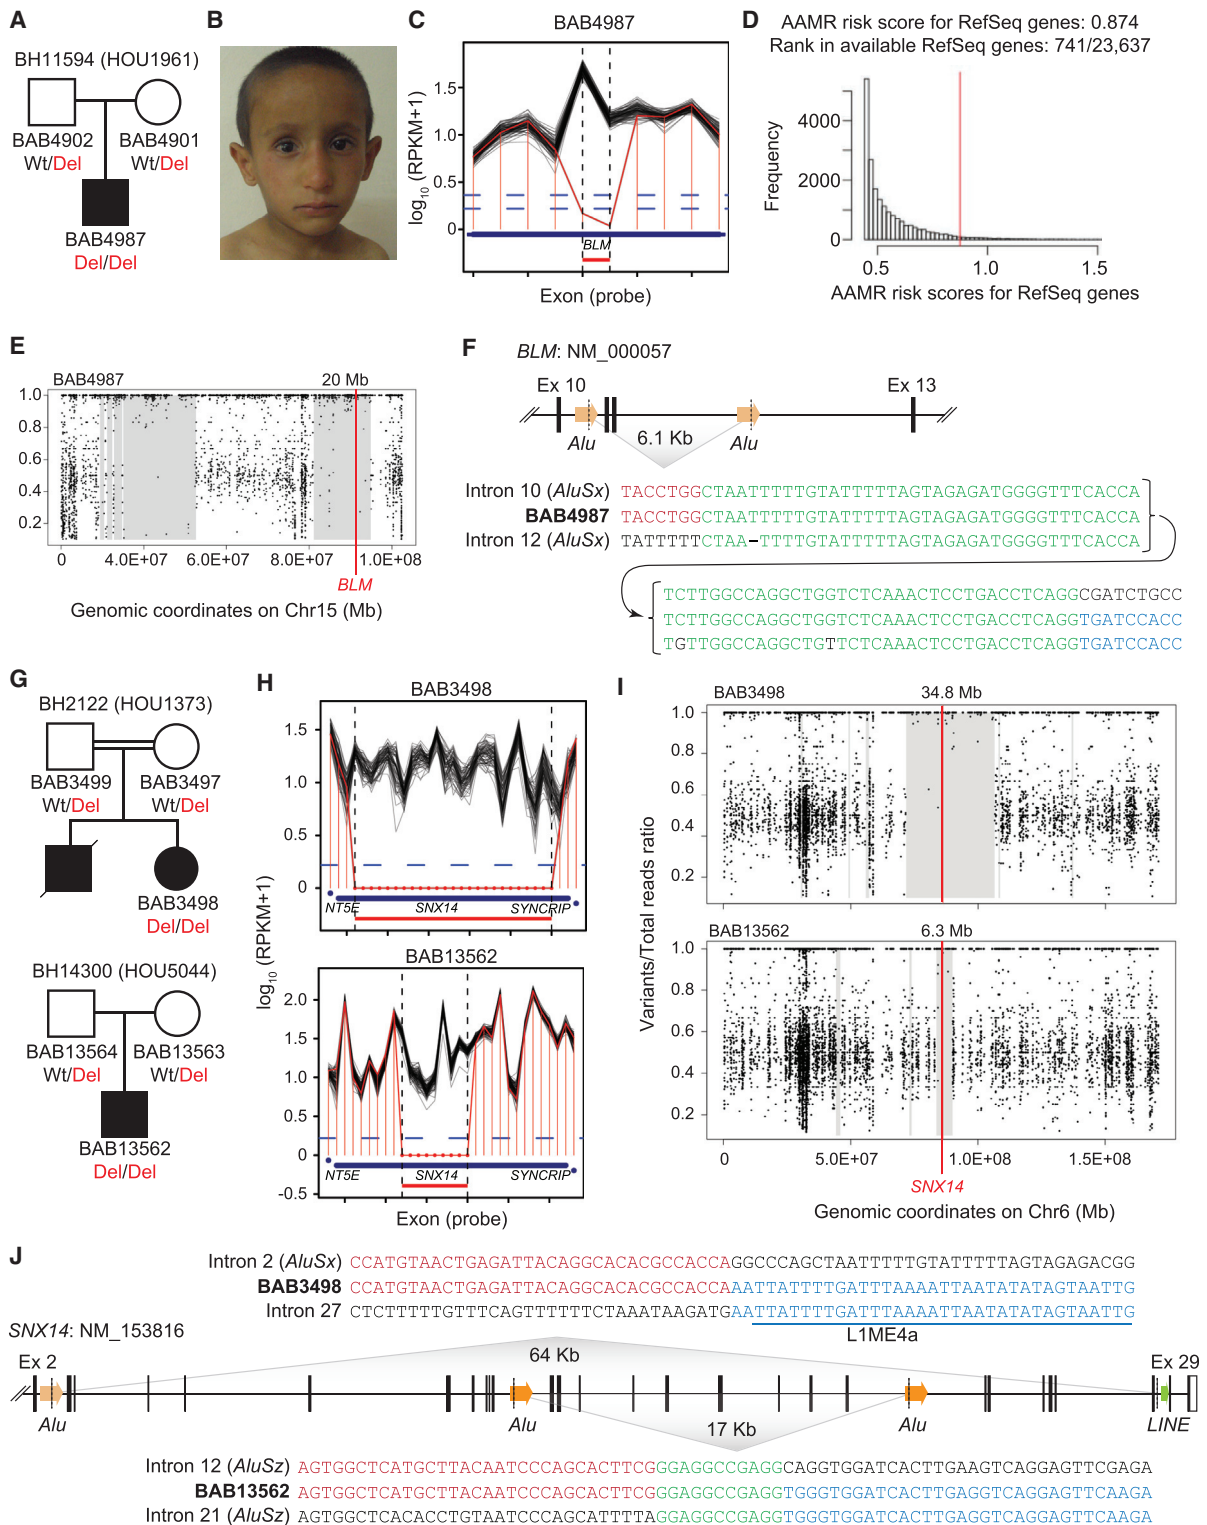 A
BH11594 (HOU1961)
BAB4902
Wt/Del
BAB4901
Wt/Del
BAB4987
Del/Del
B
C
BAB4987
log10 (RPKM+1)
1.5
1.0
0.5
0
BLM
Exon (probe)
D
AAMR risk score for RefSeq genes: 0.874
Rank in available RefSeq genes: 741/23,637
Frequency
4000
2000
0
0.5 1.0 1.5
AAMR risk scores for RefSeq genes
E
BAB4987
20 Mb
1.0
0.8
0.6
0.4
0.2
0 4.0E+07 6.0E+07 1.0E+08
BLM
Genomic coordinates on Chr15 (Mb)
F
BLM: NM_000057
Ex 10
Ex 13
Alu
6.1 Kb
Alu
Intron 10 (AluSx) TACCTGGCTAATTTTTGTATTTTTAGTAGAGATGGGGTTTCACCA
BAB4987 TACCTGGCTAATTTTTGTATTTTTAGTAGAGATGGGGTTTCACCA
Intron 12 (AluSx) TATTTTTCTAA-TTTTTGTATTTTTAGTAGAGATGGGGTTTCACCA
TCTTGGCCAGGCTGGTCTCAAACTCCTGACCTCAGGCGATCTGCC
TCTTGGCCAGGCTGGTCTCAAACTCCTGACCTCAGGTGATCCACC
TGTTGGCCAGGCTGTTCTCAAACTCCTGACCTCAGGTGATCCACC
G
BH2122 (HOU1373)
BAB3499
Wt/Del
BAB3497
Wt/Del
BAB3498
Del/Del
BH14300 (HOU5044)
BAB13564
Wt/Del
BAB13563
Wt/Del
BAB13562
Del/Del
H
BAB3498
1.5
1.0
0.5
0
NT5E SNX14 SYNCRIP
log10 (RPKM+1)
BAB13562
2.0
1.5
1.0
0.5
0
-0.5
NT5E SNX14 SYNCRIP
Exon (probe)
I
BAB3498
34.8 Mb
1.0
0.8
0.6
0.4
0.2
Variants/Total reads ratio
BAB13562
6.3 Mb
1.0
0.8
0.6
0.4
0.2
0 5.0E+07 1.0E+08 1.5E+08
SNX14
Genomic coordinates on Chr6 (Mb)
J
Intron 2 (AluSx) CCATGTAACTGAGATTACAGGCACACGCCACCAGGCCCAGCTAATTTTTGTATTTTTAGTAGAGACGG
BAB3498 CCATGTAACTGAGATTACAGGCACACGCCACCAAATTATTTTGATTTAAAATTAATATATAGTAATTG
Intron 27 CTCTTTTTGTTTCAGTTTTTTCTAAATAAGATGAATTATTTTGATTTAAAATTAATATATAGTAATTG
L1ME4a
SNX14: NM_153816
Ex 2
64 Kb
Ex 29
Alu
Alu
17 Kb
Alu
LINE
Intron 12 (AluSz) AGTGGCTCATGCTTACAATCCCAGCACTTCGGGAGGCCGAGGCAGGTGGATCACTTGAAGTCAGGAGTTCGAGA
BAB13562 AGTGGCTCATGCTTACAATCCCAGCACTTCGGGAGGCCGAGGTGGGTGGATCACTTGAGGTCAGGAGTTCAAGA
Intron 21 (AluSz) AGTGGCTCACACCTGTAATCCCAGCATTTTAGGAGGCCGAGGTGGGTGGATCACTTGAGGTCAGGAGTTCAAGA